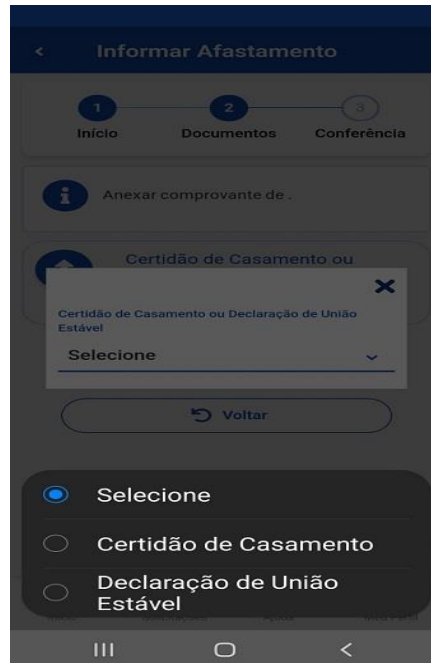 Informar Afastamento
1
2
3
Início
Documentos
Conferência
i
Anexar comprovante de .
Certidão de Casamento ou
Certidão de Casamento ou Declaração de União
Estável
Selecione
Voltar
Selecione
Certidão de Casamento
Declaração de União
Estável